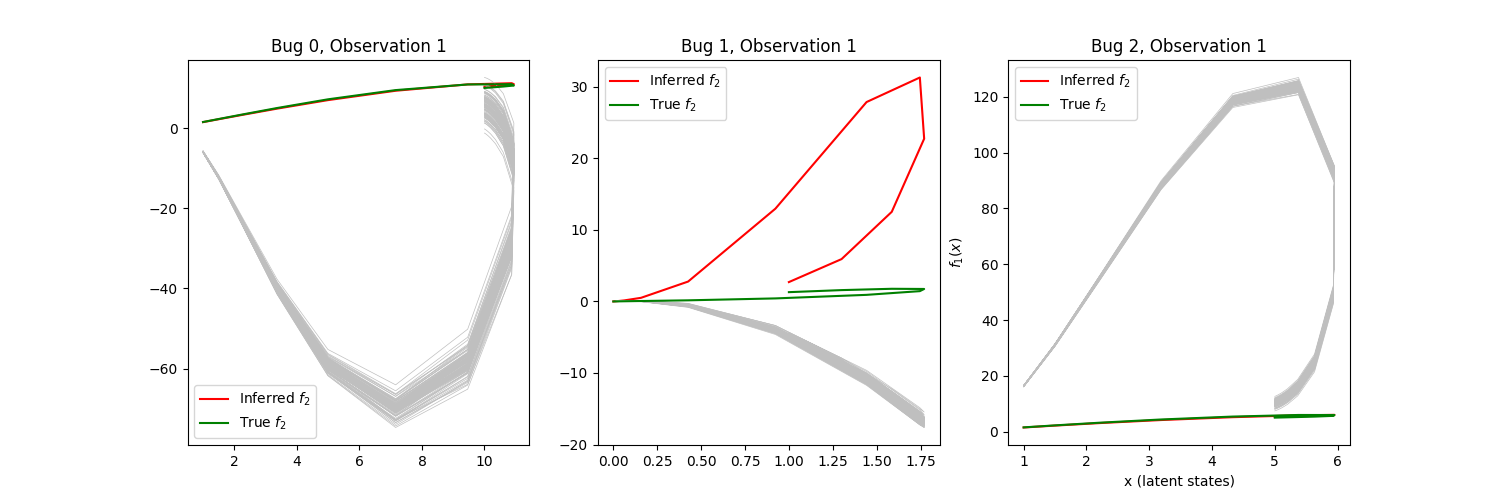 Bug 0, Observation 1
0
−20
−40
−60
2 4 6 8 10
Inferred f₂
True f₂
Bug 1, Observation 1
Inferred f₂
True f₂
30
20
10
0
−10
−20
0.00 0.25 0.50 0.75 1.00 1.25 1.50 1.75
Bug 2, Observation 1
Inferred f₂
True f₂
f₁(x)
120
100
80
60
40
20
0
1 2 3 4 5 6
x (latent states)